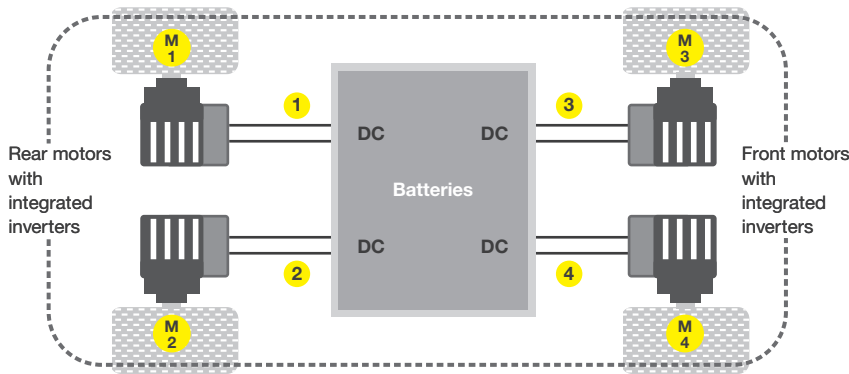 M
1
M
3
1
3
DC
DC
Rear motors
with
integrated
inverters
Batteries
Front motors
with
integrated
inverters
DC
DC
2
4
M
2
M
4